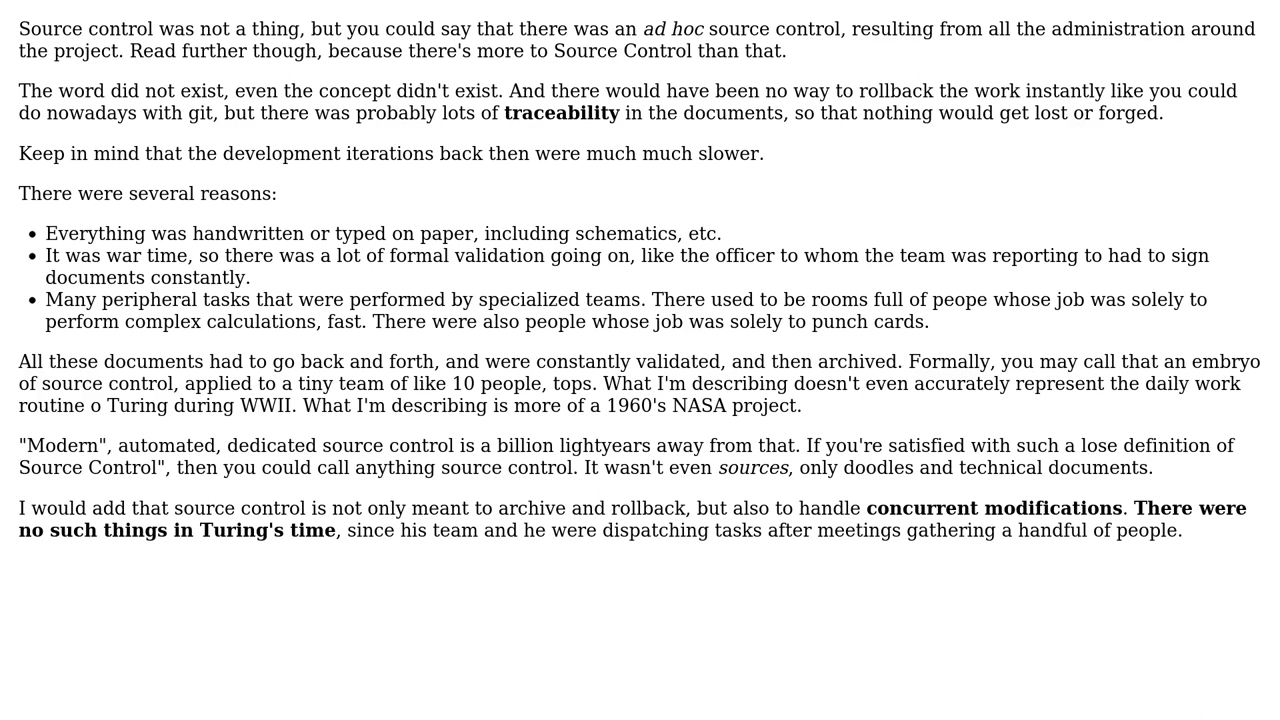 Source control was not a thing, but you could say that there was an ad hoc source control, resulting from all the administration around
the project. Read further though, because there's more to Source Control than that.
The word did not exist, even the concept didn't exist. And there would have been no way to rollback the work instantly like you could
do nowadays with git, but there was probably lots of traceability in the documents, so that nothing would get lost or forged.
Keep in mind that the development iterations back then were much much slower.
There were several reasons:
• Everything was handwritten or typed on paper, including schematics, etc.
• It was war time, so there was a lot of formal validation going on, like the officer to whom the team was reporting to had to sign
documents constantly.
• Many peripheral tasks that were performed by specialized teams. There used to be rooms full of peope whose job was solely to
perform complex calculations, fast. There were also people whose job was solely to punch cards.
All these documents had to go back and forth, and were constantly validated, and then archived. Formally, you may call that an embryo
of source control, applied to a tiny team of like 10 people, tops. What I'm describing doesn't even accurately represent the daily work
routine o Turing during WWII. What I'm describing is more of a 1960's NASA project.
"Modern", automated, dedicated source control is a billion lightyears away from that. If you're satisfied with such a lose definition of
Source Control", then you could call anything source control. It wasn't even sources, only doodles and technical documents.
I would add that source control is not only meant to archive and rollback, but also to handle concurrent modifications. There were
no such things in Turing's time, since his team and he were dispatching tasks after meetings gathering a handful of people.